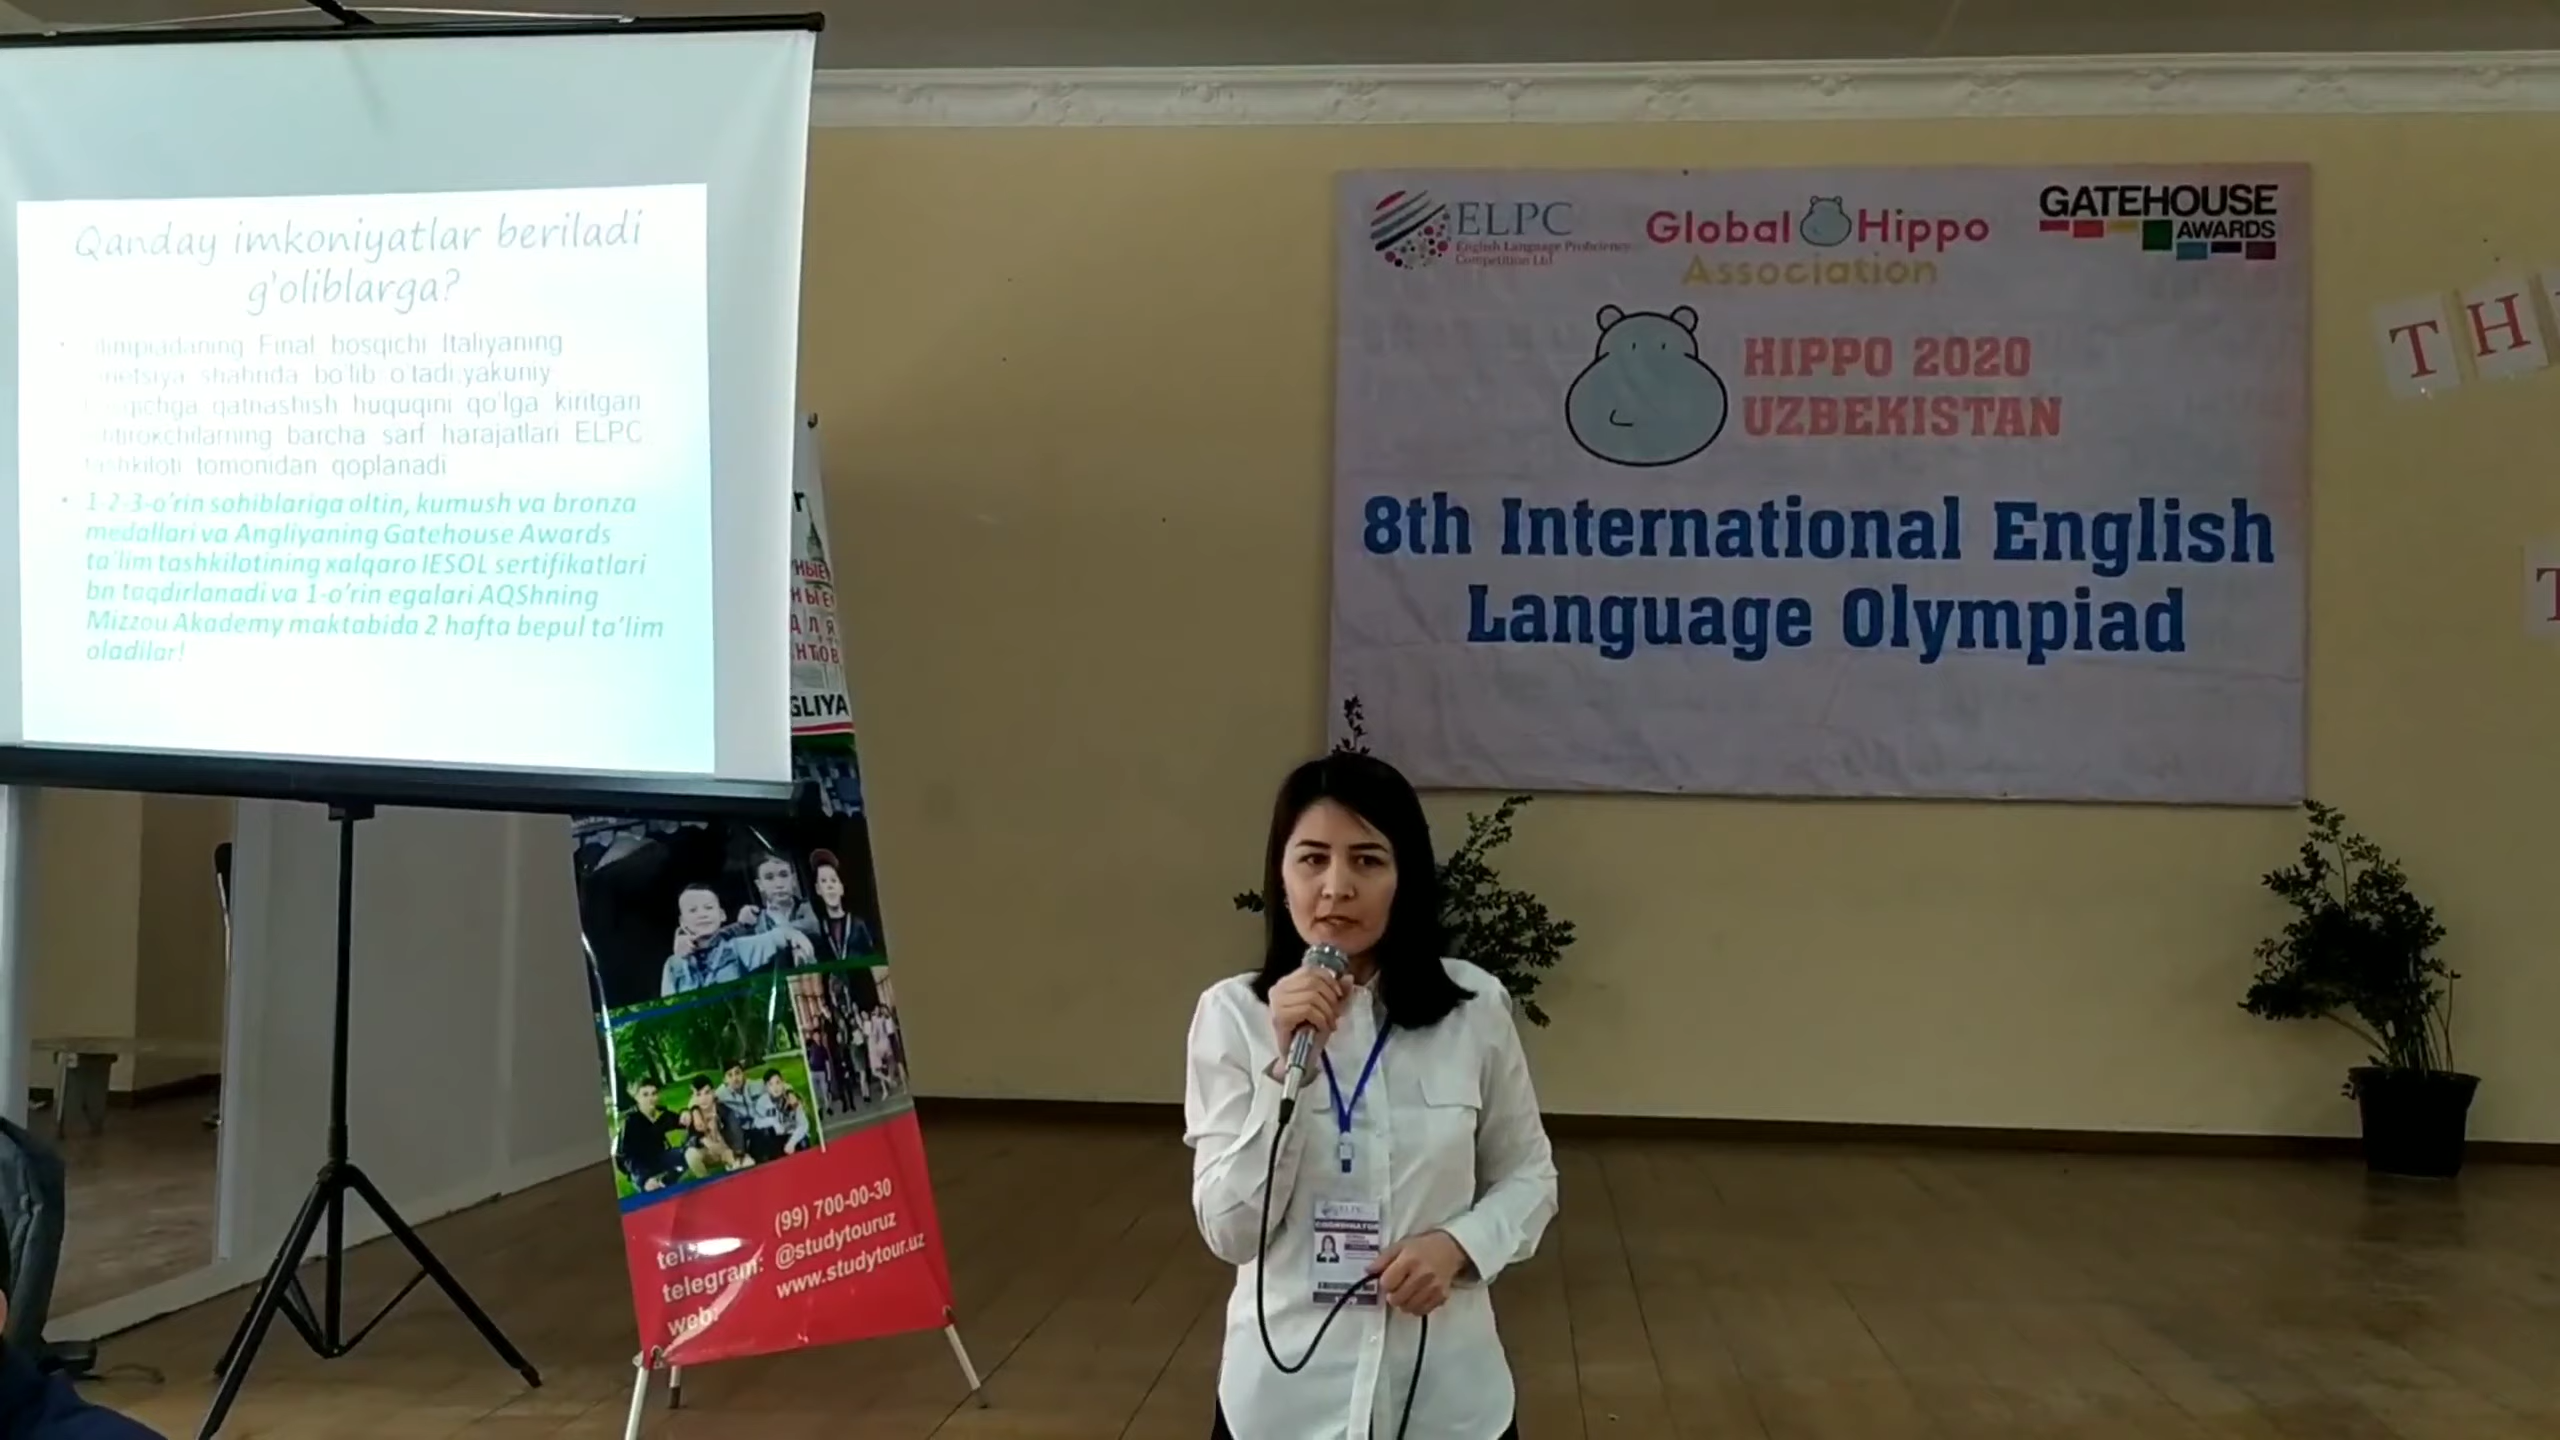 Qanday imkoniyatlar beriladi
g'oliblarga?
Final bosqichi Italiyaning
shahrida bo'lib o'tadi,yakuniy
qatnashish huquqini qo'lga kiritgan
barcha sarf harajatlari ELPC
tashkiloti tomonidan qoplanadi
1-2-3-o'rin sohiblariga oltin, kumush va bronza
medallari va Angliyaning Gatehouse Awards
ta'lim tashkilotining xalqaro IESOL sertifikatlari
bn taqdirlanadi va 1-o'rin egalari AQShning
Mizzou Akademy maktabida 2 hafta bepul ta'lim
oladilar!
GLIYA
(99) 700-00-30
tel.:
@studytouruz
telegram:
www.studytour.uz
web:
ELPC
English Language Proficiency
Competition Ltd
Global Hippo
Association
GATEHOUSE
AWARDS
HIPPO 2020
UZBEKISTAN
8th International English
Language Olympiad
TH
T
ELPC
COORDINATOR